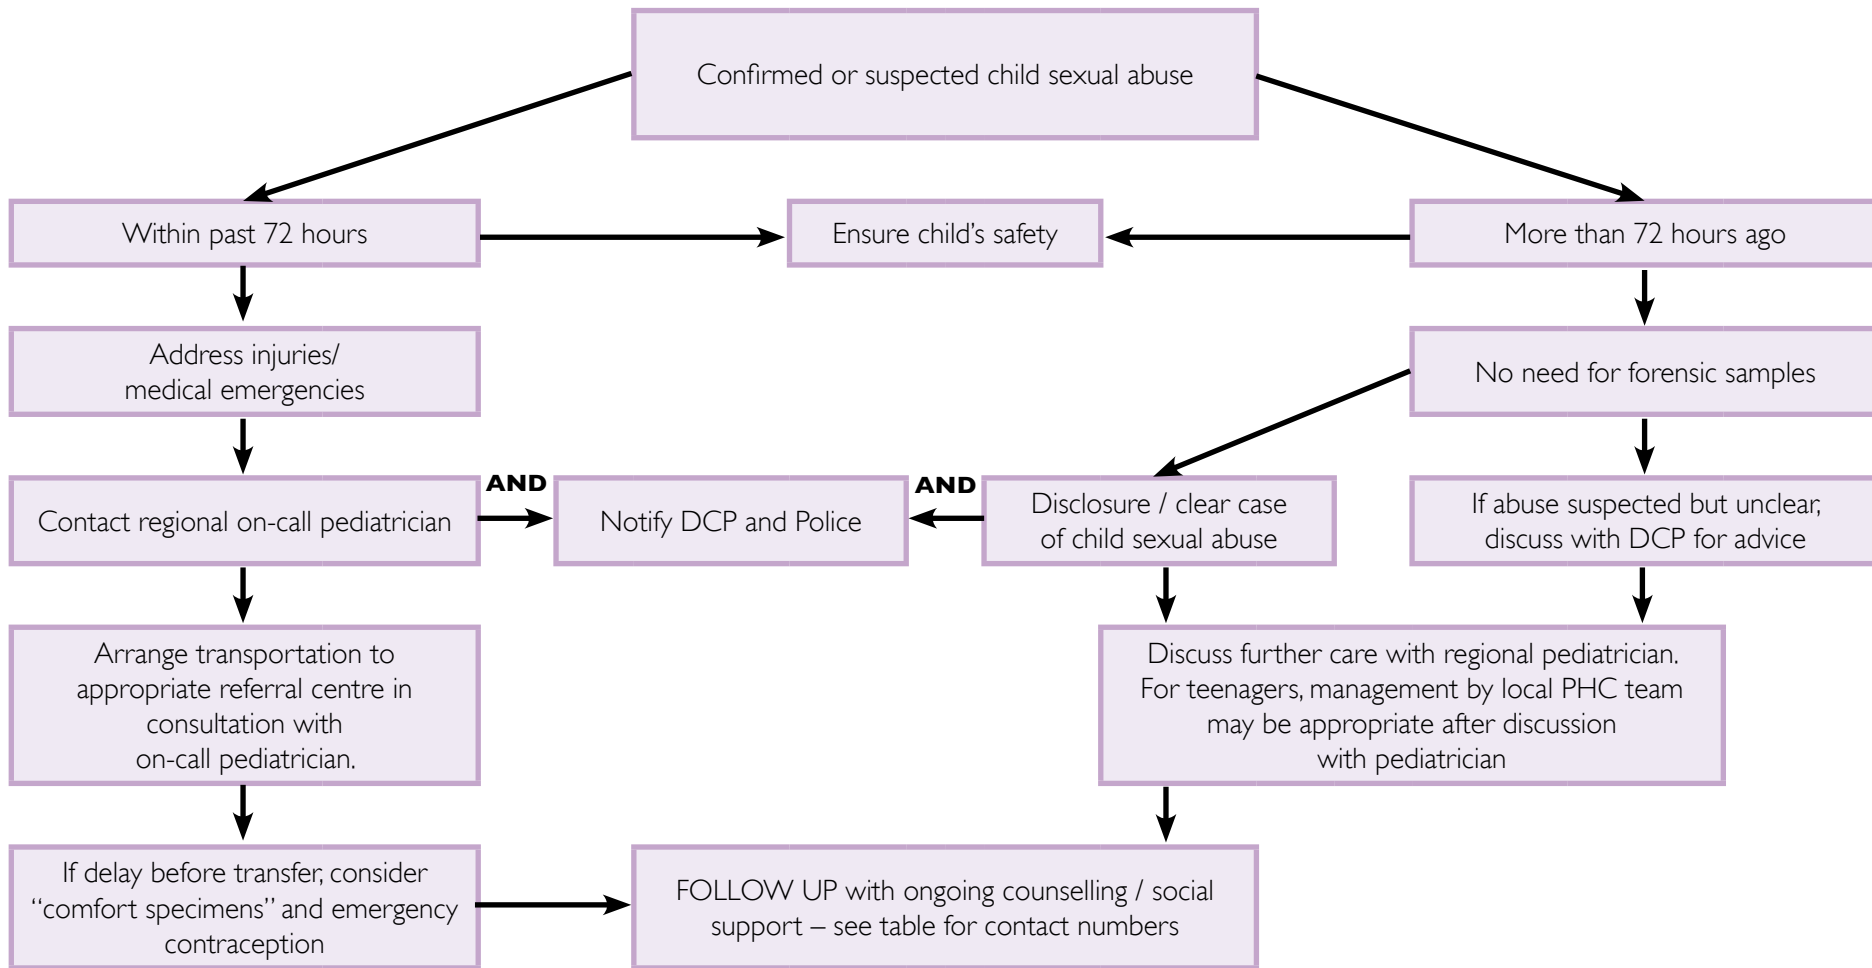 Confirmed or suspected child sexual abuse
Within past 72 hours
Ensure child's safety
More than 72 hours ago
Address injuries/
medical emergencies
No need for forensic samples
Contact regional on-call pediatrician
AND
Notify DCP and Police
AND
Disclosure / clear case
of child sexual abuse
If abuse suspected but unclear,
discuss with DCP for advice
Arrange transportation to
appropriate referral centre in
consultation with
on-call pediatrician.
Discuss further care with regional pediatrician.
For teenagers, management by local PHC team
may be appropriate after discussion
with pediatrician
If delay before transfer, consider
“comfort specimens” and emergency
contraception
FOLLOW UP with ongoing counselling / social
support – see table for contact numbers